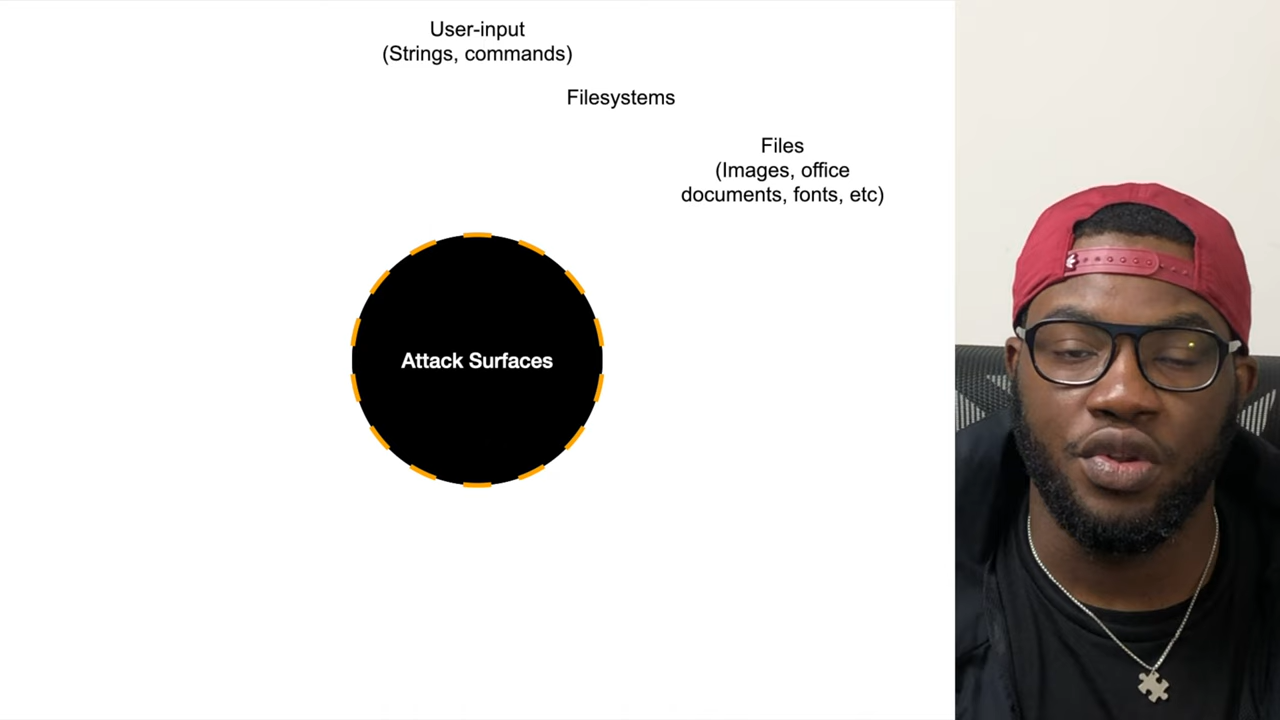 User-input
(Strings, commands)
Filesystems
Files
(Images, office
documents, fonts, etc)
Attack Surfaces